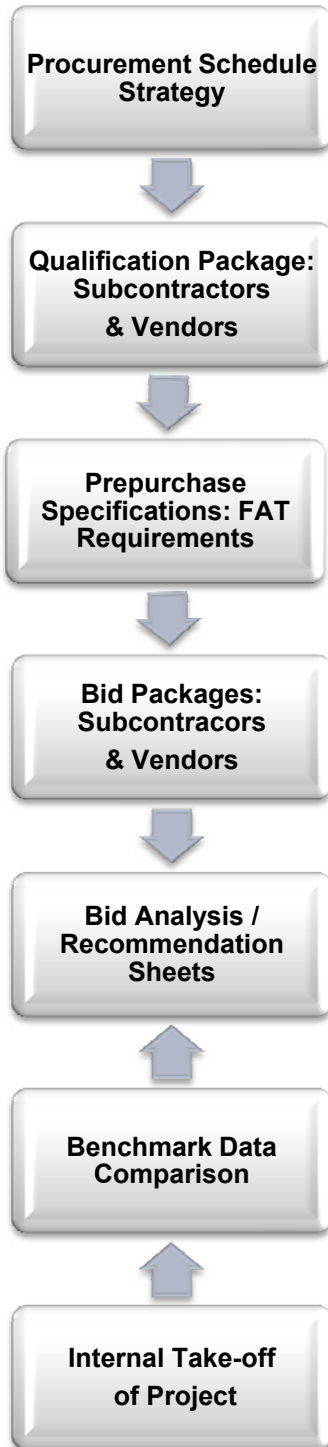 Procurement Schedule
Strategy
Qualification Package:
Subcontractors
& Vendors
Prepurchase
Specifications: FAT
Requirements
Bid Packages:
Subcontracors
& Vendors
Bid Analysis /
Recommendation
Sheets
Benchmark Data
Comparison
Internal Take-off
of Project